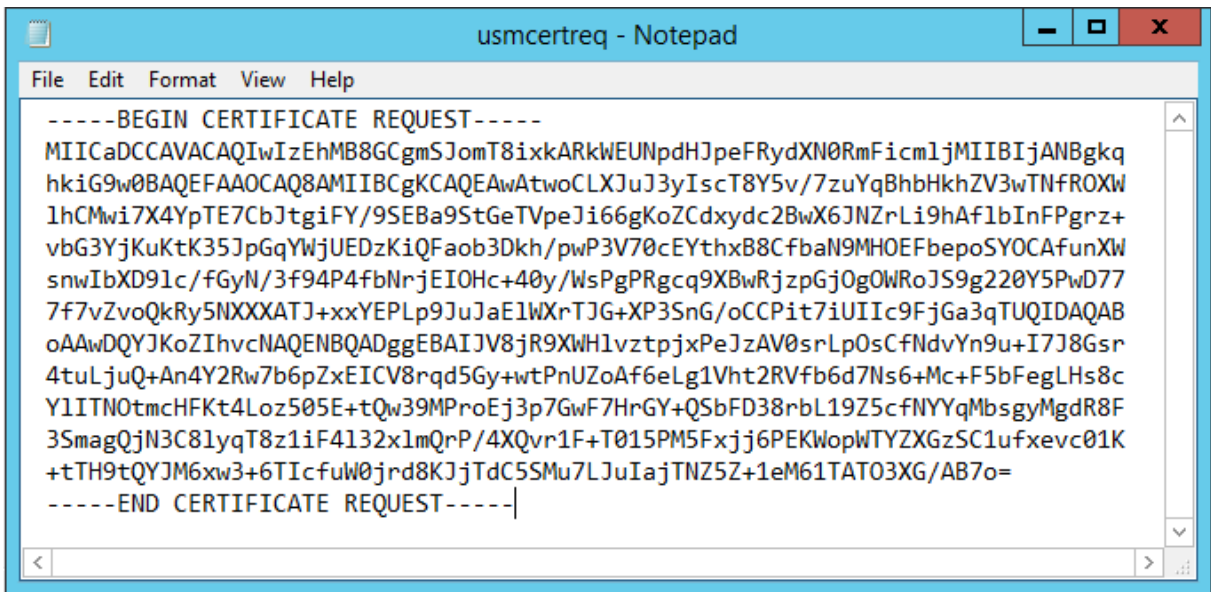 usmcertreq - Notepad
File Edit Format View Help
-----BEGIN CERTIFICATE REQUEST-----
MIICaDCCAVACAQIwIzEhMB8GCgmSJomT8ixkARkWEUNpdHJpeFRydXN0RmFicmljMIIBIjANBgkq
hkiG9w0BAQEFAAOCAQ8AMIIBCgKCAQEAwAtwoCLXJuJ3yIscT8Y5v/7zuYqBhbHkhZV3wTNfROXW
lhCMwi7X4YpTE7CbJtgiFY/9SEBa9StGeTVpeJi66gKoZCdxydc2BwX6JNZrLi9hAflbInFPgrz+
vbG3YjKuKtK35JpGqYWjUEDzKiQFaob3Dkh/pwP3V70cEYthxB8CfbaN9MHOEFbepoSYOCAfunXW
snwIbXD9lc/fGyN/3f94P4fbNrjEIOHc+40y/WsPgPRgcq9XBwRjzpGjOgOWRoJS9g220Y5PwD77
7f7vZvoQkRy5NXXXATJ+xxYEPLp9JuJaElWXrTJG+XP3SnG/oCCPit7iUIIc9FjGa3qTUQIDAQAB
oAAwDQYJKoZIhvcNAQENBQADggEBAIJV8jR9XWHlvztpjxPeJzAV0srLpOsCfNdvYn9u+I7J8Gsr
4tuLjuQ+An4Y2Rw7b6pZxEICV8rqd5Gy+wtPnUZoAf6eLg1Vht2RVfb6d7Ns6+Mc+F5bFegLHs8c
YlITNOtmcHFKt4Loz505E+tQw39MProEj3p7GwF7HrGY+QSbFD38rbL19Z5cfNYYqMbsgyMgdR8F
3SmagQjN3C8lyqT8z1iF4l32xlmQrP/4XQvr1F+T015PM5Fxjj6PEKWopWTYZXGzSC1ufxevc01K
+tTH9tQYJM6xw3+6TIcfuW0jrd8KJjTdC5SMu7LJuIajTNZ5Z+1eM61TATO3XG/AB7o=
-----END CERTIFICATE REQUEST-----